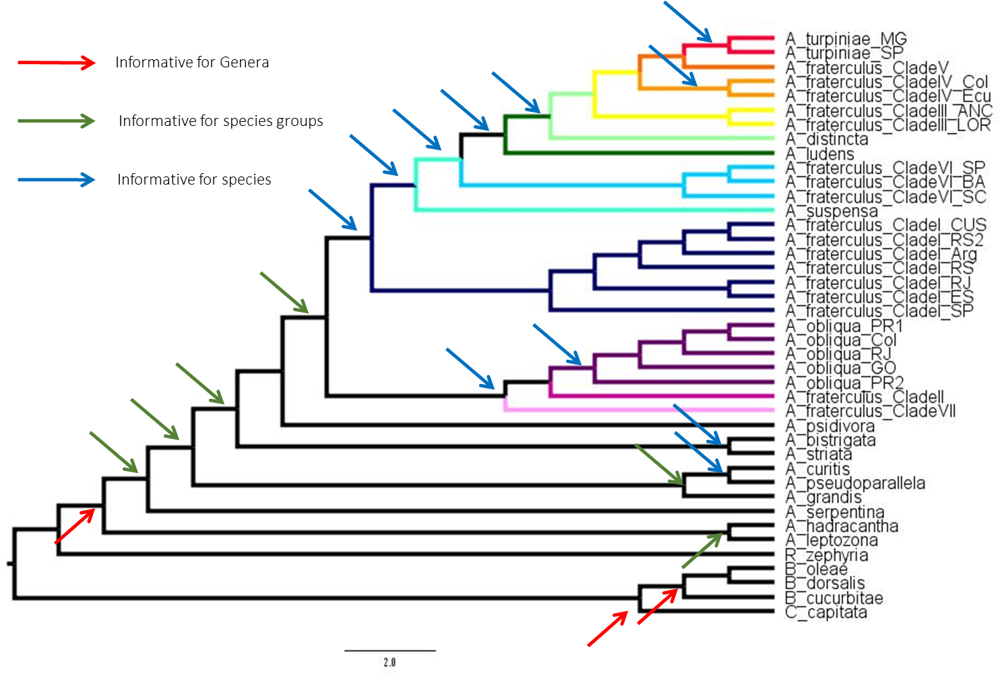 Informative for Genera
Informative for species groups
Informative for species
A_turpiniae_MG
A_turpiniae_SP
A_fraterculus_CladeV
A_fraterculus_CladeIV_Col
A_fraterculus_CladeIV_Ecu
A_fraterculus_CladeIII_ANC
A_fraterculus_CladeIII_LOR
A_distincta
A_ludens
A_fraterculus_CladeVI_SP
A_fraterculus_CladeVI_BA
A_fraterculus_CladeVI_SC
A_suspensa
A_fraterculus_CladeI_CUS
A_fraterculus_CladeI_RS2
A_fraterculus_CladeI_Arg
A_fraterculus_CladeI_RS
A_fraterculus_CladeI_RJ
A_fraterculus_CladeI_ES
A_fraterculus_CladeI_SP
A_obliqua_PR1
A_obliqua_Col
A_obliqua_RJ
A_obliqua_GO
A_obliqua_PR2
A_fraterculus_CladeII
A_fraterculus_CladeVII
A_psidivora
A_bistrigata
A_striata
A_curitis
A_pseudoparallela
A_grandis
A_serpentina
A_hadracantha
A_leptozona
R_zephyria
B_oleae
B_dorsalis
B_cucurbitae
C_capitata
2.0